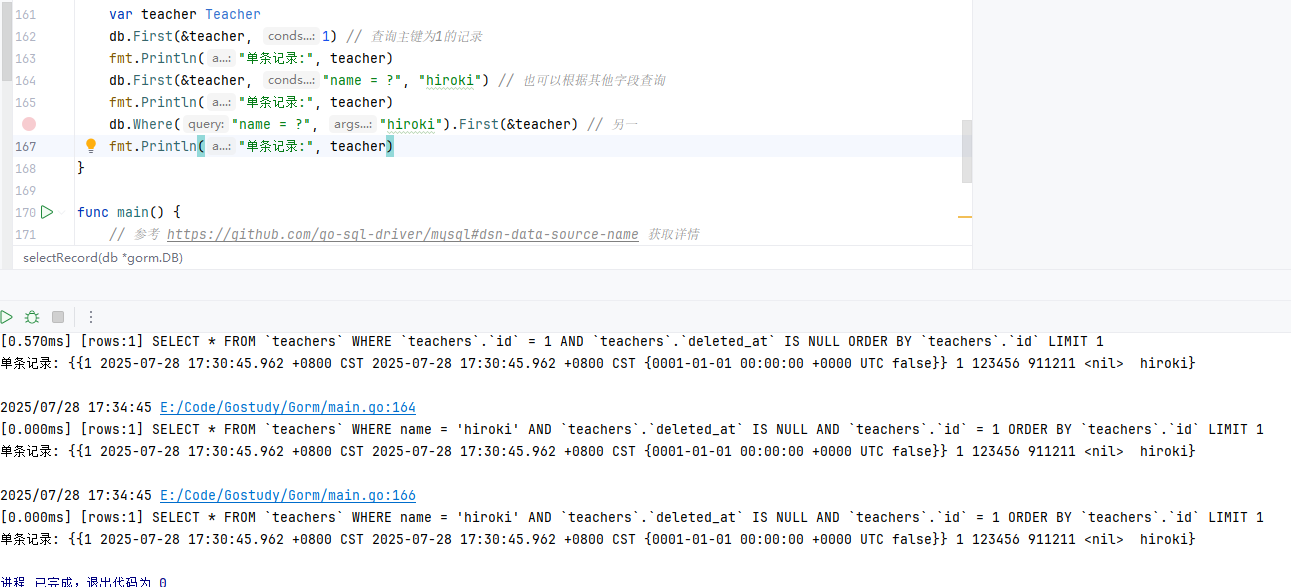 161 var teacher Teacher
162 db.First(&teacher, conds...: 1) // 查询主键为1的记录
163 fmt.Println( a...: "单条记录:", teacher)
164 db.First(&teacher, conds...: "name = ?", "hiroki") // 也可以根据其他字段查询
165 fmt.Println( a...: "单条记录:", teacher)
db.Where( query: "name = ?", args...: "hiroki").First(&teacher) // 另一
167 fmt.Println( a...: "单条记录:", teacher)
168 }
169
170 func main() {
171 // 参考 https://github.com/go-sql-driver/mysql#dsn-data-source-name 获取详情
selectRecord(db *gorm.DB)
[0.570ms] [rows:1] SELECT * FROM `teachers` WHERE `teachers`.`id` = 1 AND `teachers`.`deleted_at` IS NULL ORDER BY `teachers`.`id` LIMIT 1
单条记录: {{1 2025-07-28 17:30:45.962 +0800 CST 2025-07-28 17:30:45.962 +0800 CST {0001-01-01 00:00:00 +0000 UTC false}} 1 123456 911211 <nil>  hiroki}
2025/07/28 17:34:45 E:/Code/Gostudy/Gorm/main.go:164
[0.000ms] [rows:1] SELECT * FROM `teachers` WHERE name = 'hiroki' AND `teachers`.`deleted_at` IS NULL AND `teachers`.`id` = 1 ORDER BY `teachers`.`id` LIMIT 1
单条记录: {{1 2025-07-28 17:30:45.962 +0800 CST 2025-07-28 17:30:45.962 +0800 CST {0001-01-01 00:00:00 +0000 UTC false}} 1 123456 911211 <nil>  hiroki}
2025/07/28 17:34:45 E:/Code/Gostudy/Gorm/main.go:166
[0.000ms] [rows:1] SELECT * FROM `teachers` WHERE name = 'hiroki' AND `teachers`.`deleted_at` IS NULL AND `teachers`.`id` = 1 ORDER BY `teachers`.`id` LIMIT 1
单条记录: {{1 2025-07-28 17:30:45.962 +0800 CST 2025-07-28 17:30:45.962 +0800 CST {0001-01-01 00:00:00 +0000 UTC false}} 1 123456 911211 <nil>  hiroki}
进程 已完成，退出代码为 0